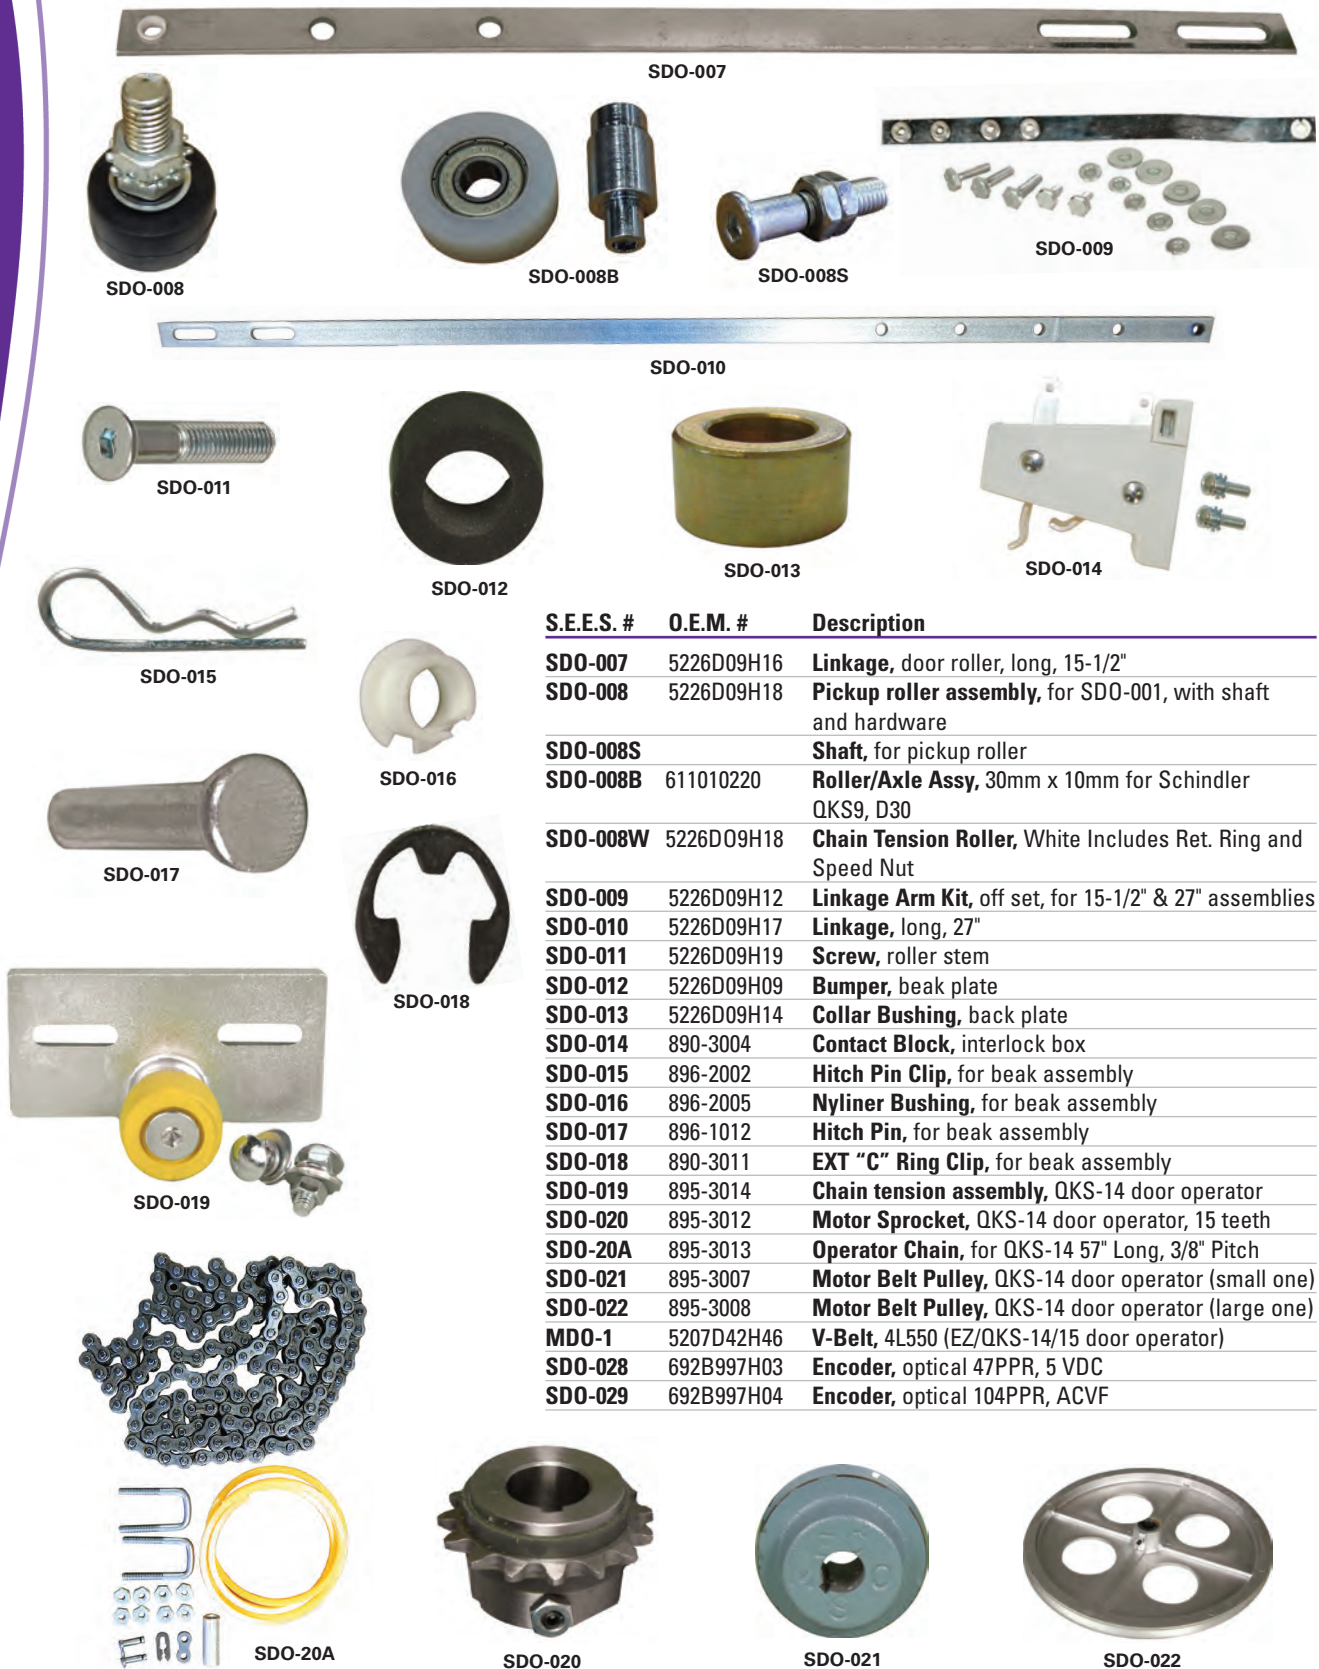 SDO-007
SDO-008
SDO-008B
SDO-008S
SDO-009
SDO-010
SDO-011
SDO-012
SDO-013
SDO-014
SDO-015
SDO-016
SDO-017
SDO-018
SDO-019
S.E.E.S. # O.E.M. # Description
SDO-007 5226D09H16 Linkage, door roller, long, 15-1/2"
SDO-008 5226D09H18 Pickup roller assembly, for SDO-001, with shaft
and hardware
SDO-008S Shaft, for pickup roller
SDO-008B 611010220 Roller/Axle Assy, 30mm x 10mm for Schindler
QKS9, D30
SDO-008W 5226DO9H18 Chain Tension Roller, White Includes Ret. Ring and
Speed Nut
SDO-009 5226D09H12 Linkage Arm Kit, off set, for 15-1/2" & 27" assemblies
SDO-010 5226D09H17 Linkage, long, 27"
SDO-011 5226D09H19 Screw, roller stem
SDO-012 5226D09H09 Bumper, beak plate
SDO-013 5226D09H14 Collar Bushing, back plate
SDO-014 890-3004 Contact Block, interlock box
SDO-015 896-2002 Hitch Pin Clip, for beak assembly
SDO-016 896-2005 Nyliner Bushing, for beak assembly
SDO-017 896-1012 Hitch Pin, for beak assembly
SDO-018 890-3011 EXT “C” Ring Clip, for beak assembly
SDO-019 895-3014 Chain tension assembly, QKS-14 door operator
SDO-020 895-3012 Motor Sprocket, QKS-14 door operator, 15 teeth
SDO-20A 895-3013 Operator Chain, for QKS-14 57" Long, 3/8" Pitch
SDO-021 895-3007 Motor Belt Pulley, QKS-14 door operator (small one)
SDO-022 895-3008 Motor Belt Pulley, QKS-14 door operator (large one)
MDO-1 5207D42H46 V-Belt, 4L550 (EZ/QKS-14/15 door operator)
SDO-028 692B997H03 Encoder, optical 47PPR, 5 VDC
SDO-029 692B997H04 Encoder, optical 104PPR, ACVF
SDO-20A
SDO-020
SDO-021
SDO-022